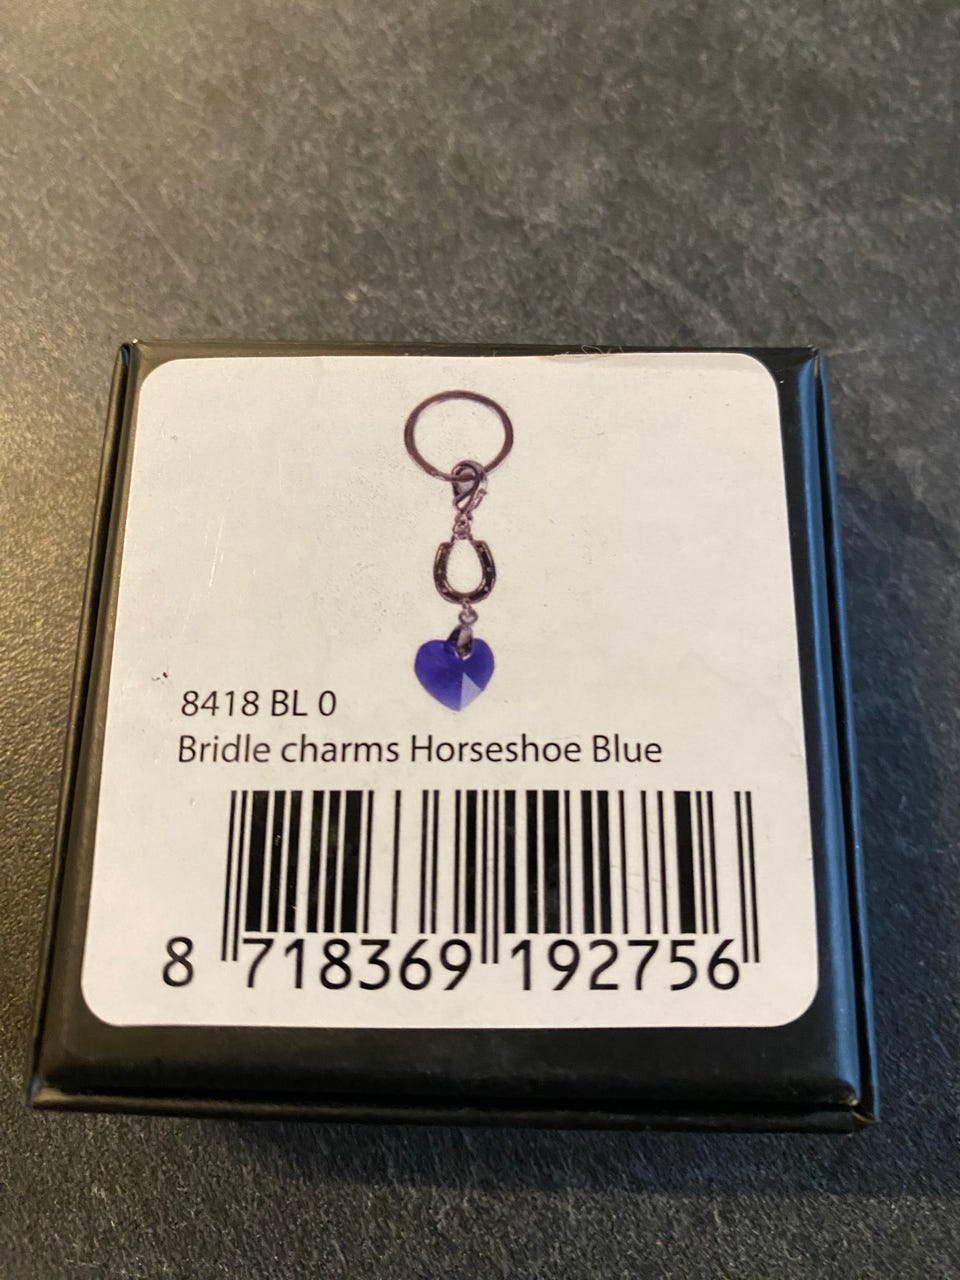 8418 BL 0
Bridle charms Horseshoe Blue
8 718369 192756